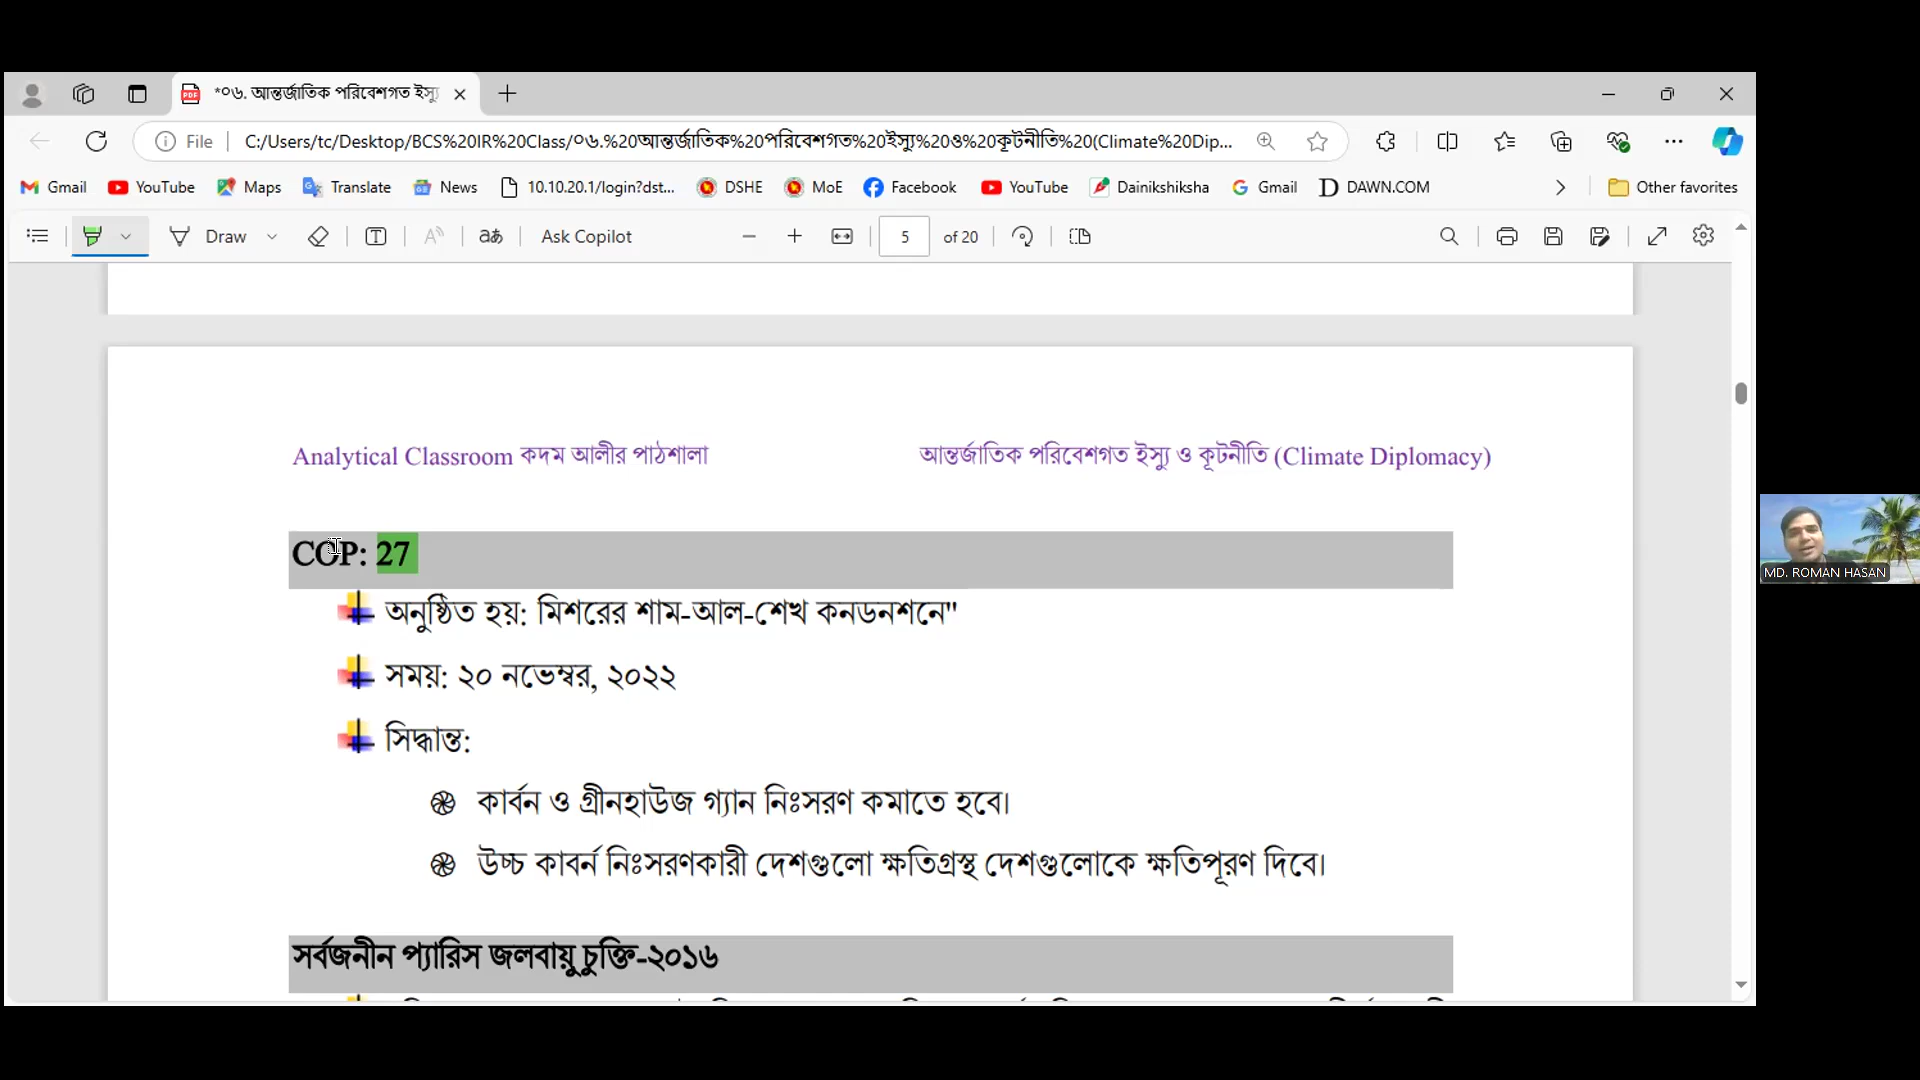 *০৬. আন্তর্জাতিক পরিবেশগত ইস্যু
File C:/Users/tc/Desktop/BCS%20IR%20Class/০৬.%20আন্তর্জাতিক%20পরিবেশগত%20ইস্যু%20ও%20কূটনীতি%20(Climate%20Dip...
Gmail YouTube Maps Translate News 10.10.20.1/login?dst... DSHE MoE Facebook YouTube Dainikshiksha Gmail DAWN.COM Other favorites
Draw Ask Copilot 5 of 20
Analytical Classroom কদম আলীর পাঠশালা আন্তর্জাতিক পরিবেশগত ইস্যু ও কূটনীতি (Climate Diplomacy)
COP: 27
অনুষ্ঠিত হয়: মিশরের শাম-আল-শেখ কনডনশনে"
সময়: ২০ নভেম্বর, ২০২২
সিদ্ধান্ত:
কার্বন ও গ্রীনহাউজ গ্যান নিঃসরণ কমাতে হবে।
উচ্চ কাবর্ন নিঃসরণকারী দেশগুলো ক্ষতিগ্রস্থ দেশগুলোকে ক্ষতিপূরণ দিবে।
সর্বজনীন প্যারিস জলবায়ু চুক্তি-২০১৬
MD. ROMAN HASAN